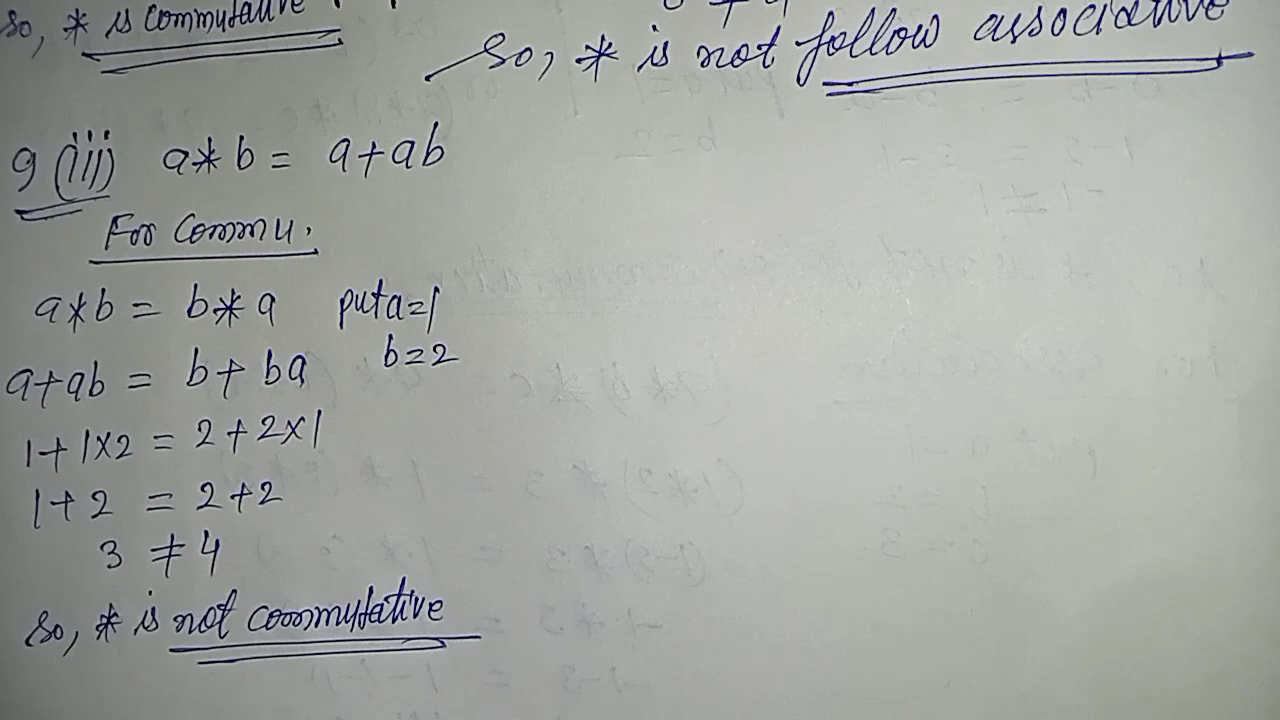 so, * is commutative
So, * is not follow associative
9 (iii) a * b = a + ab
For Commu.
a * b = b * a put a = 1
b = 2
a + ab = b + ba
1 + 1 × 2 = 2 + 2 × 1
1 + 2 = 2 + 2
3 ≠ 4
so, * is not commutative